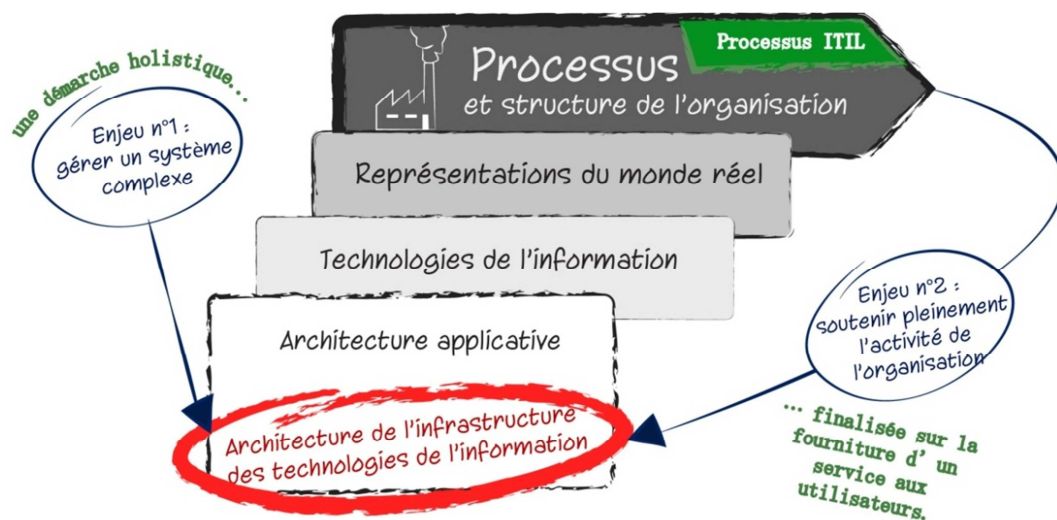 Processus ITIL
Processus
et structure de l'organisation
une démarche holistique...
Enjeu n°1 :
gérer un système
complexe
Représentations du monde réel
Technologies de l'information
Enjeu n°2 :
soutenir pleinement
l'activité de
l'organisation
Architecture applicative
Architecture de l'infrastructure
des technologies de l'information
... finalisée sur la
fourniture d' un
service aux
utilisateurs.